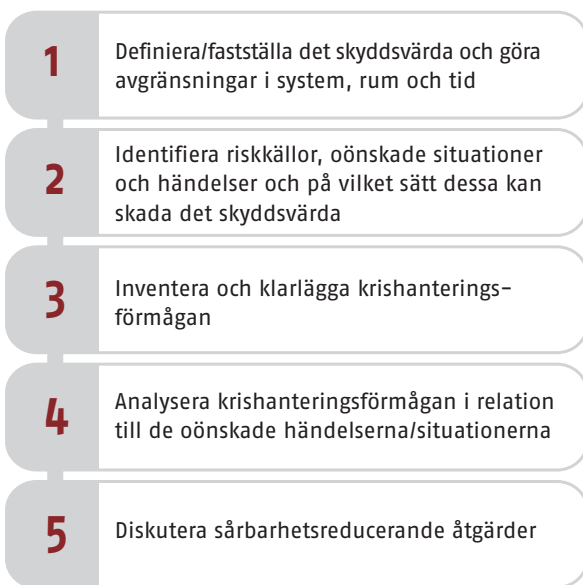 1
Definiera/fastställa det skyddsvärda och göra
avgränsningar i system, rum och tid
2
Identifiera riskkällor, oönskade situationer
och händelser och på vilket sätt dessa kan
skada det skyddsvärda
3
Inventera och klarlägga krishanterings-
förmågan
4
Analysera krishanteringsförmågan i relation
till de oönskade händelserna/situationerna
5
Diskutera sårbarhetsreducerande åtgärder